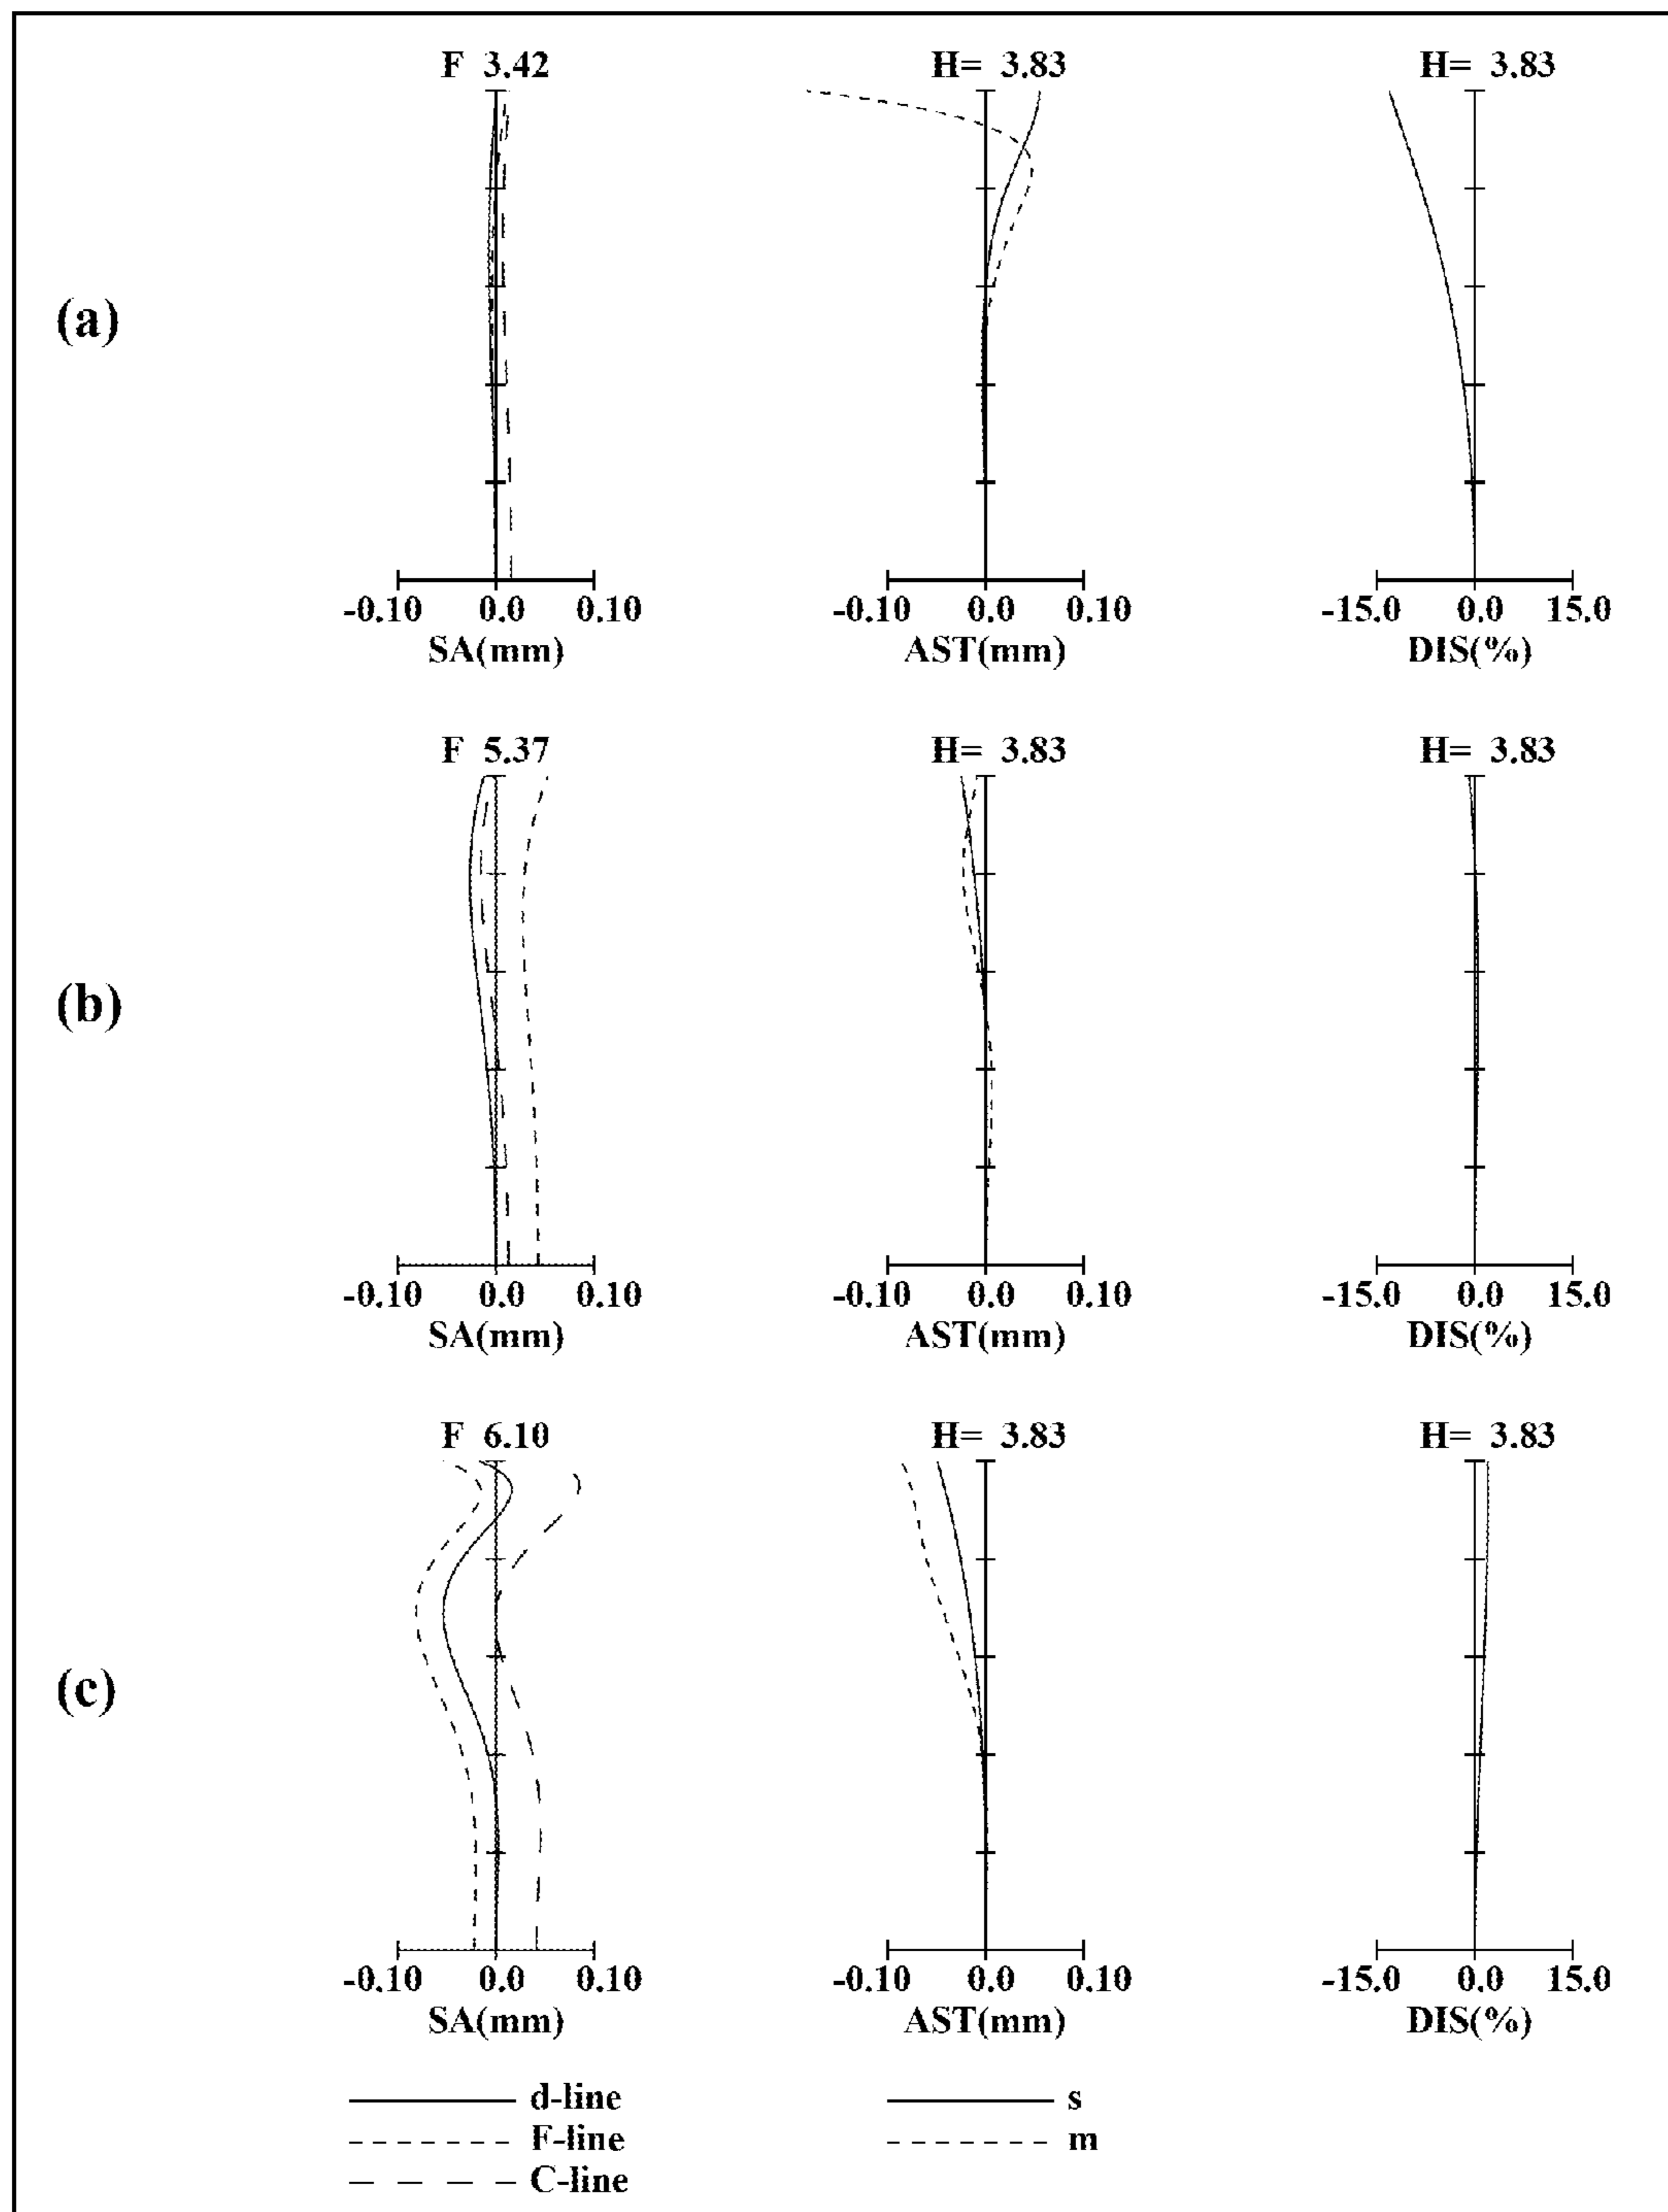 F 3.42 H= 3.83 H= 3.83
(a)
-0.10 0.0 0.10 -0.10 0.0 0.10 -15.0 0.0 15.0
SA(mm) AST(mm) DIS(%)
F 5.37 H= 3.83 H= 3.83
(b)
-0.10 0.0 0.10 -0.10 0.0 0.10 -15.0 0.0 15.0
SA(mm) AST(mm) DIS(%)
F 6.10 H= 3.83 H= 3.83
(c)
-0.10 0.0 0.10 -0.10 0.0 0.10 -15.0 0.0 15.0
SA(mm) AST(mm) DIS(%)
d-line s
F-line m
C-line